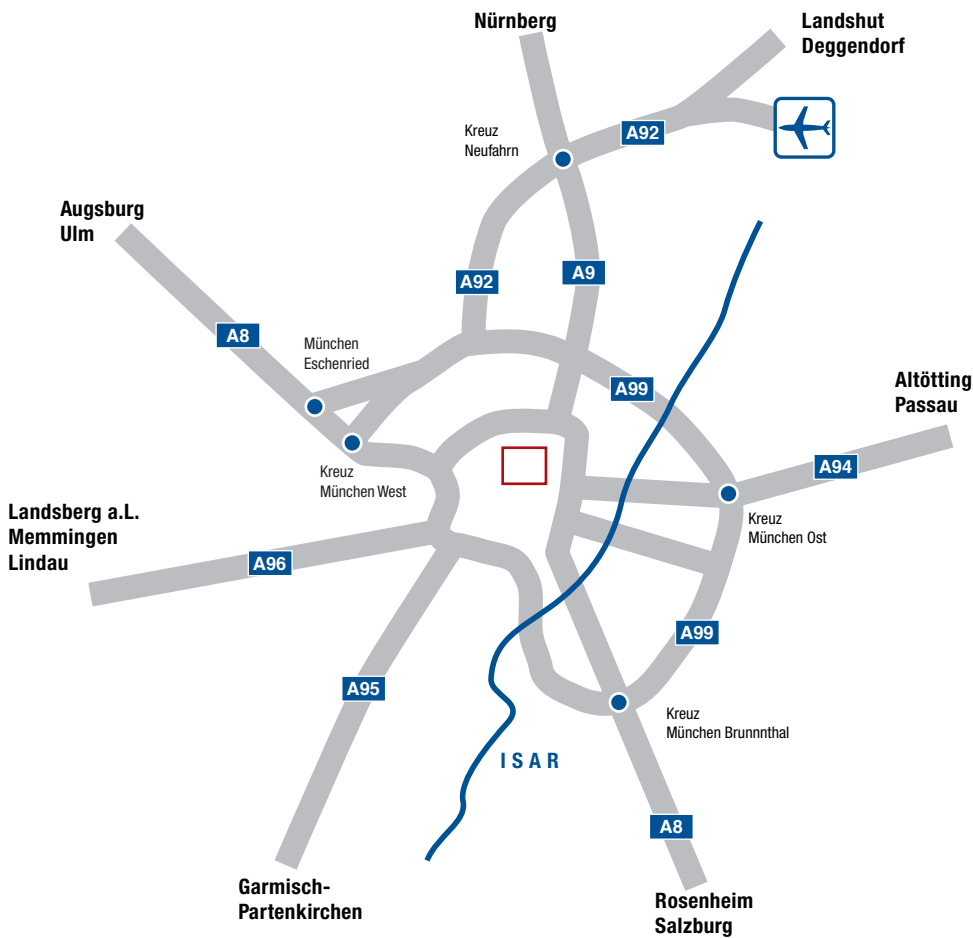 Nürnberg
Landshut
Deggendorf
Kreuz
Neufahrn
A92
Augsburg
Ulm
A92
A9
A8
München
Eschenried
A99
Altötting
Passau
A94
Kreuz
München West
Landsberg a.L.
Memmingen
Lindau
Kreuz
München Ost
A96
A99
A95
Kreuz
München Brunnnthal
ISAR
A8
Garmisch-
Partenkirchen
Rosenheim
Salzburg